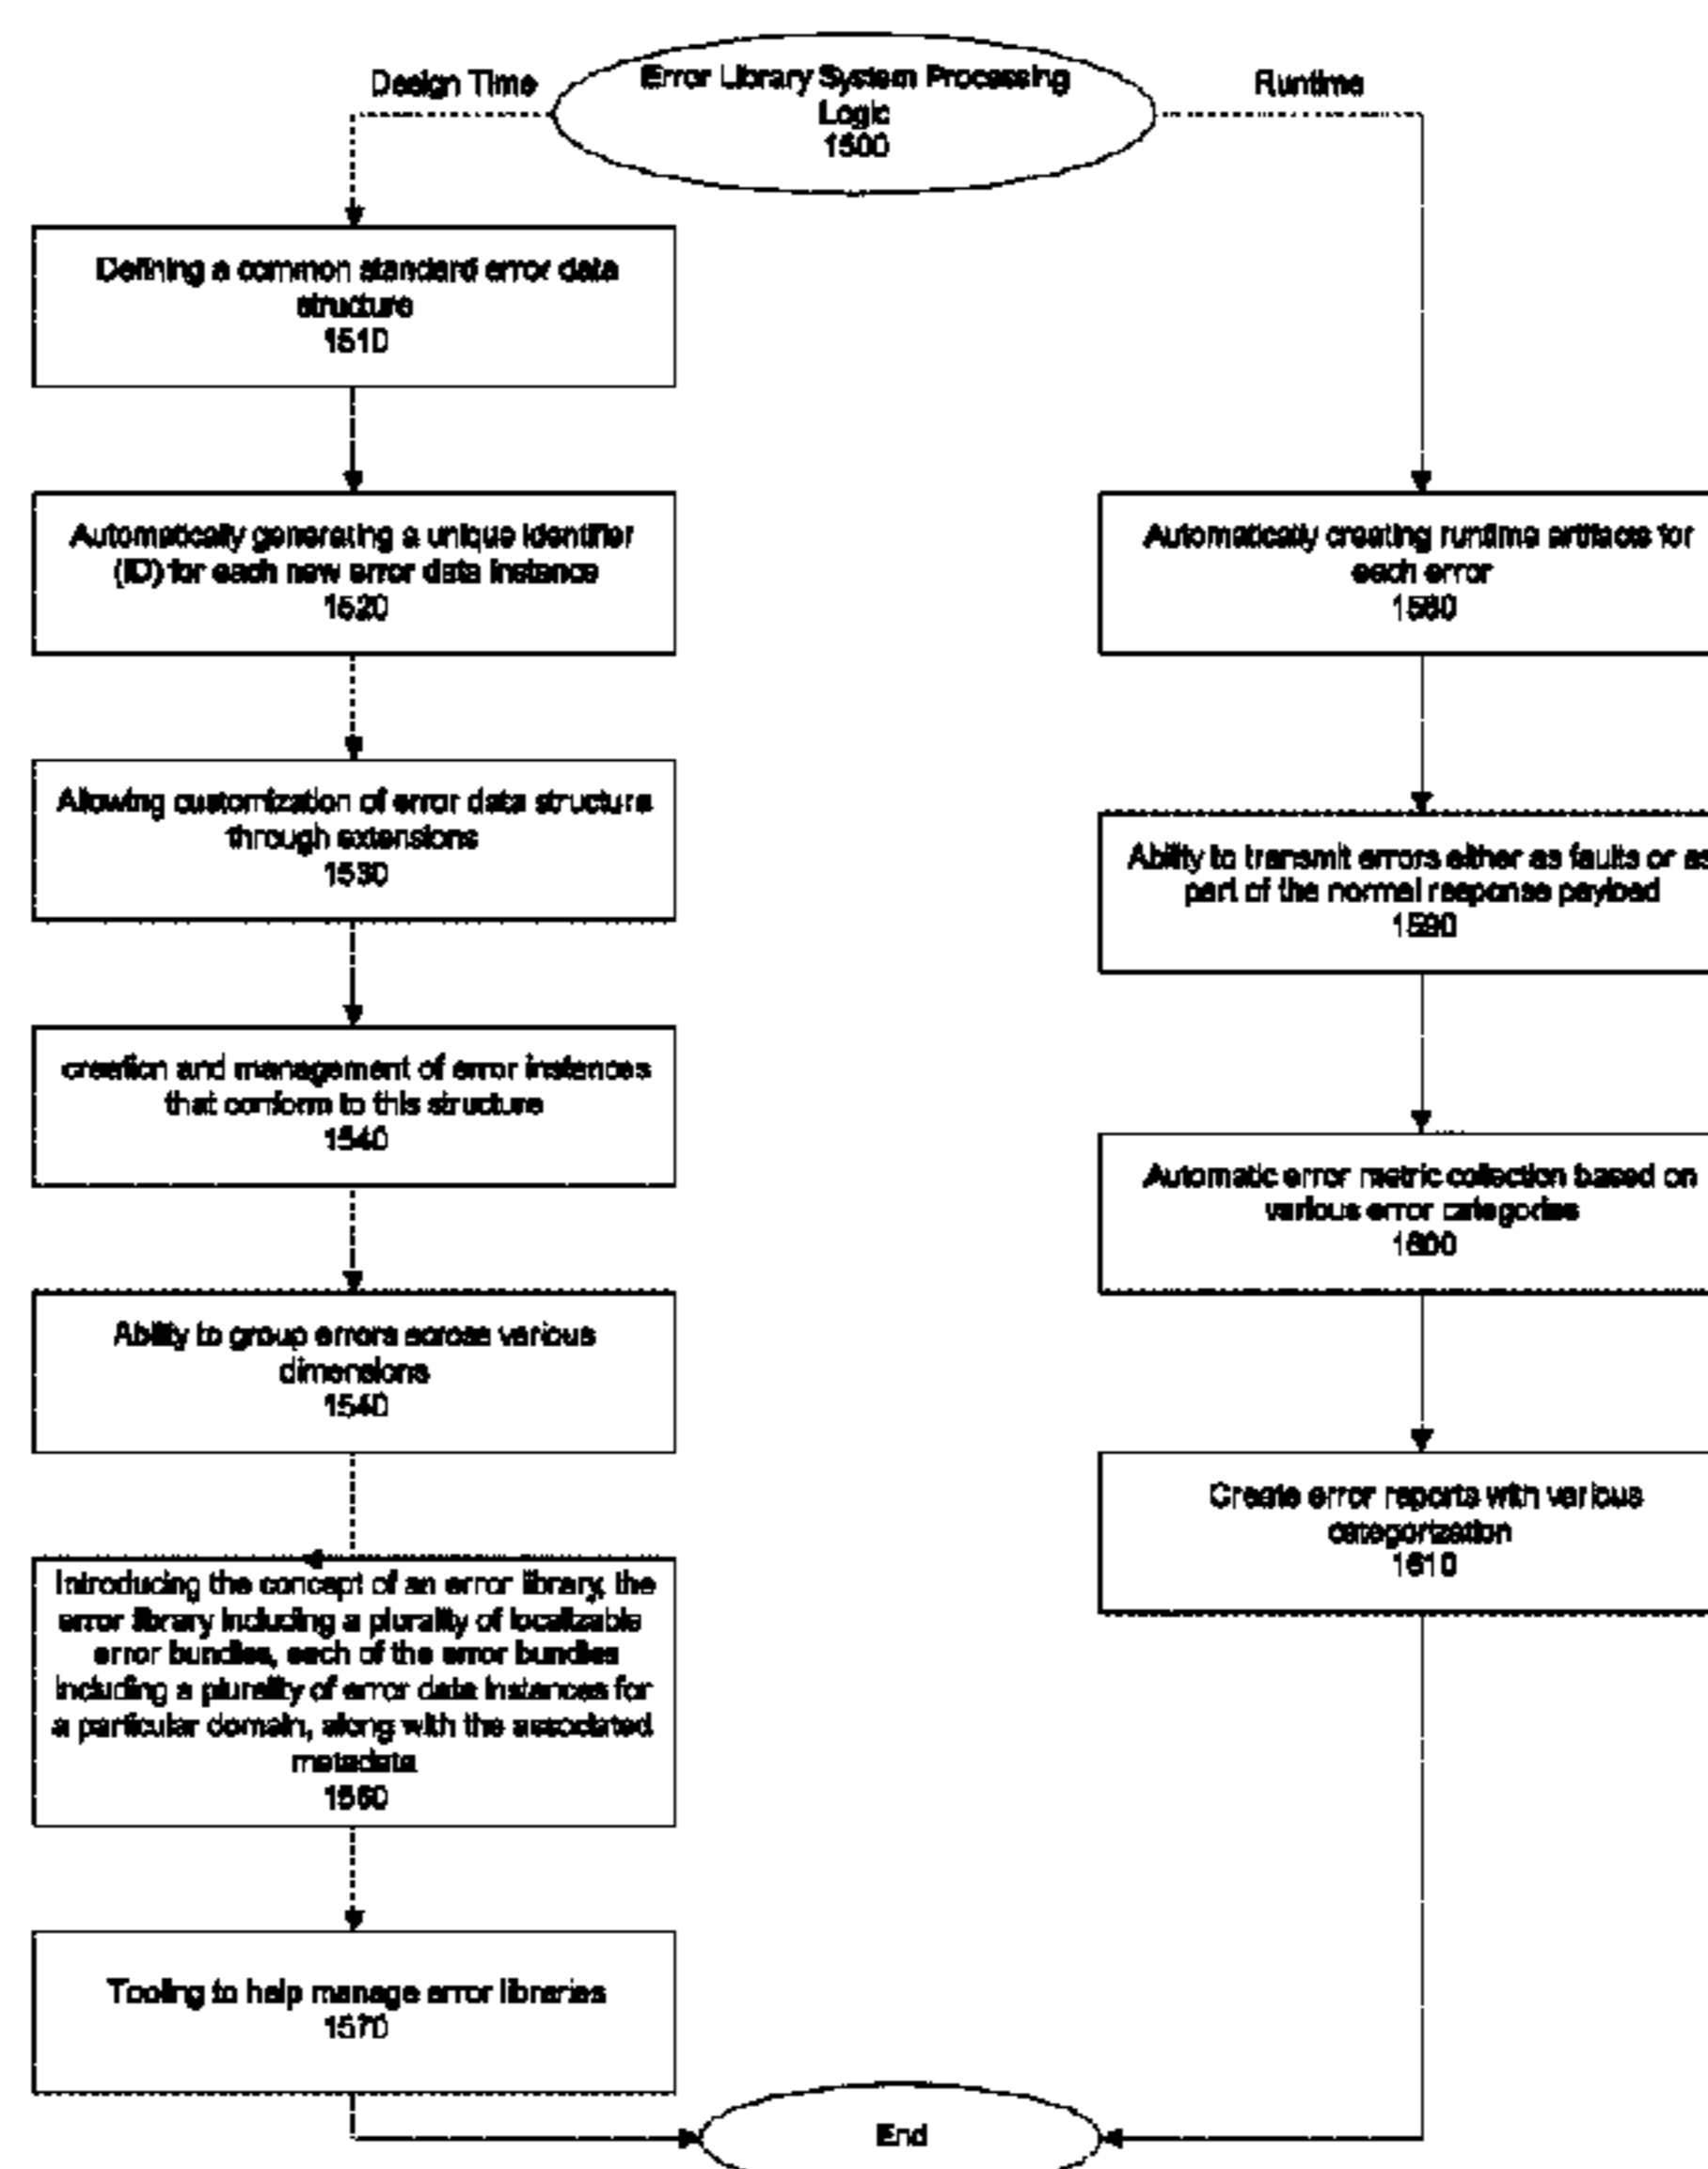 Design Time
Error Library System Processing
Logic
1500
Runtime
Defining a common standard error data
structure
1510
Automatically generating a unique identifier
(ID) for each new error data instance
1520
Allowing customization of error data structure
through extensions
1530
creation and management of error instances
that conform to this structure
1540
Ability to group errors across various
dimensions
1540
Introducing the concept of an error library, the
error library including a plurality of localizable
error bundles, each of the error bundles
including a plurality of error data instances for
a particular domain, along with the associated
metadata
1560
Tooling to help manage error libraries
1570
Automatically creating runtime artifacts for
each error
1580
Ability to transmit errors either as faults or as
part of the normal response payload
1590
Automatic error metric collection based on
various error categories
1600
Create error reports with various
categorization
1610
End